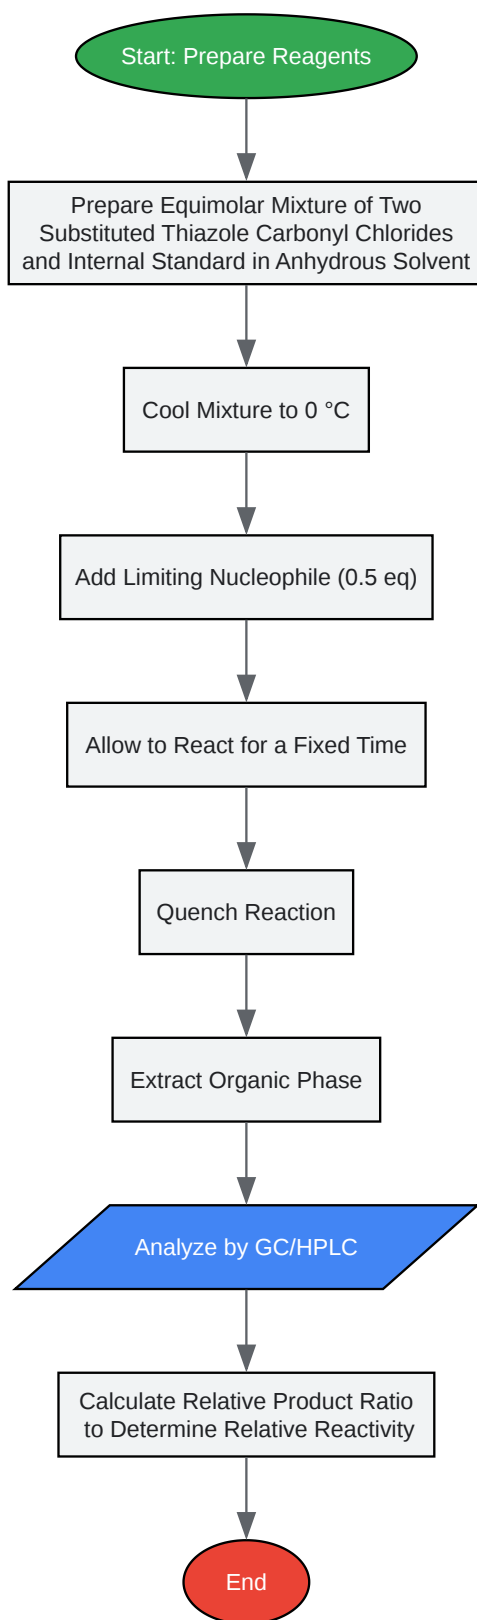 Start: Prepare Reagents
Prepare Equimolar Mixture of Two
Substituted Thiazole Carbonyl Chlorides
and Internal Standard in Anhydrous Solvent
Cool Mixture to 0 °C
Add Limiting Nucleophile (0.5 eq)
Allow to React for a Fixed Time
Quench Reaction
Extract Organic Phase
Analyze by GC/HPLC
Calculate Relative Product Ratio
to Determine Relative Reactivity
End